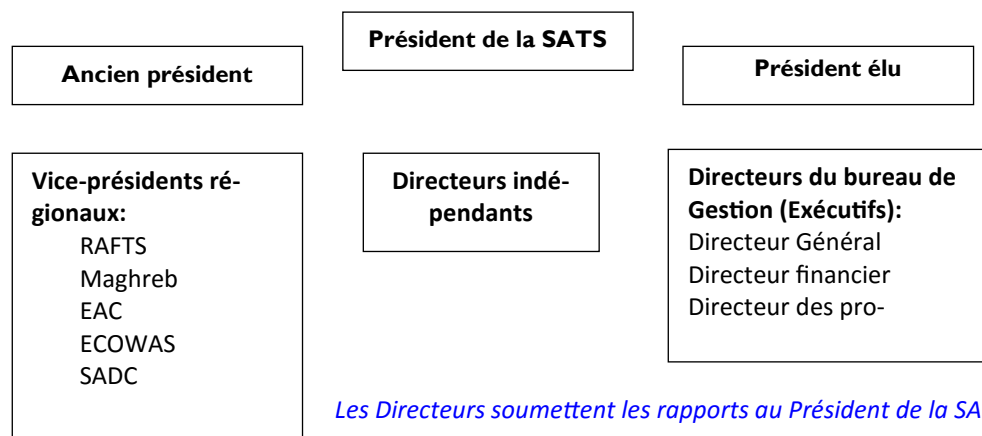 Président de la SATS
Ancien président
Président élu
Vice-présidents ré-
gionaux:
RAFTS
Maghreb
EAC
ECOWAS
SADC
Directeurs indé-
pendants
Directeurs du bureau de
Gestion (Exécutifs):
Directeur Général
Directeur financier
Directeur des pro-
Les Directeurs soumettent les rapports au Président de la SA